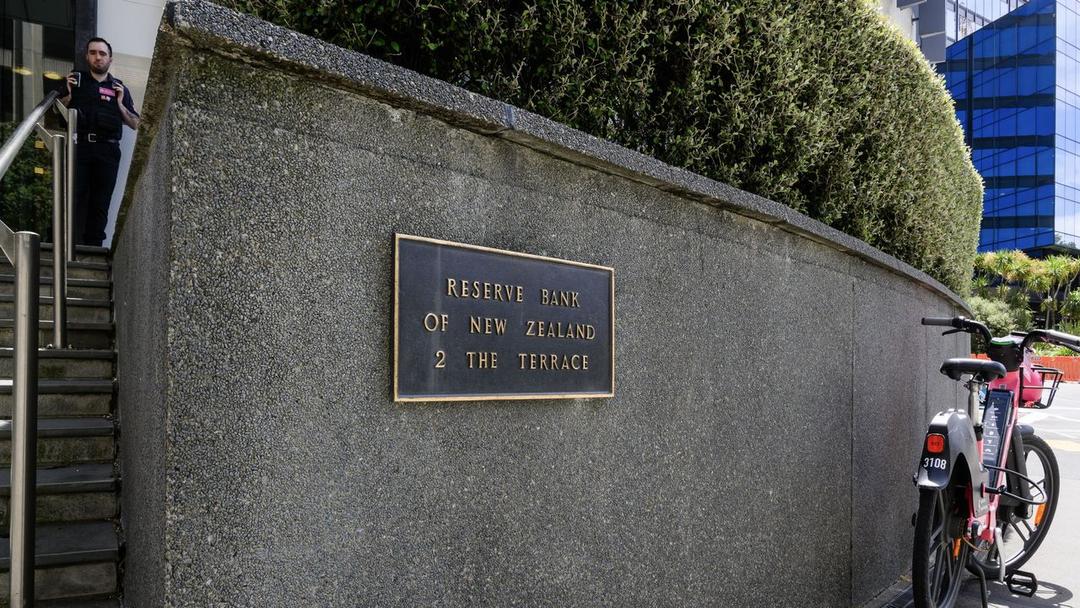 RESERVE BANK
OF NEW ZEALAND
2 THE TERRACE
3108